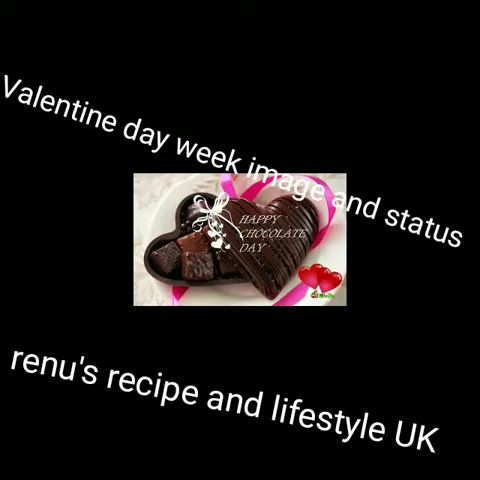 Valentine day week image and status
HAPPY
CHOCOLATE
DAY
renu's recipe and lifestyle UK